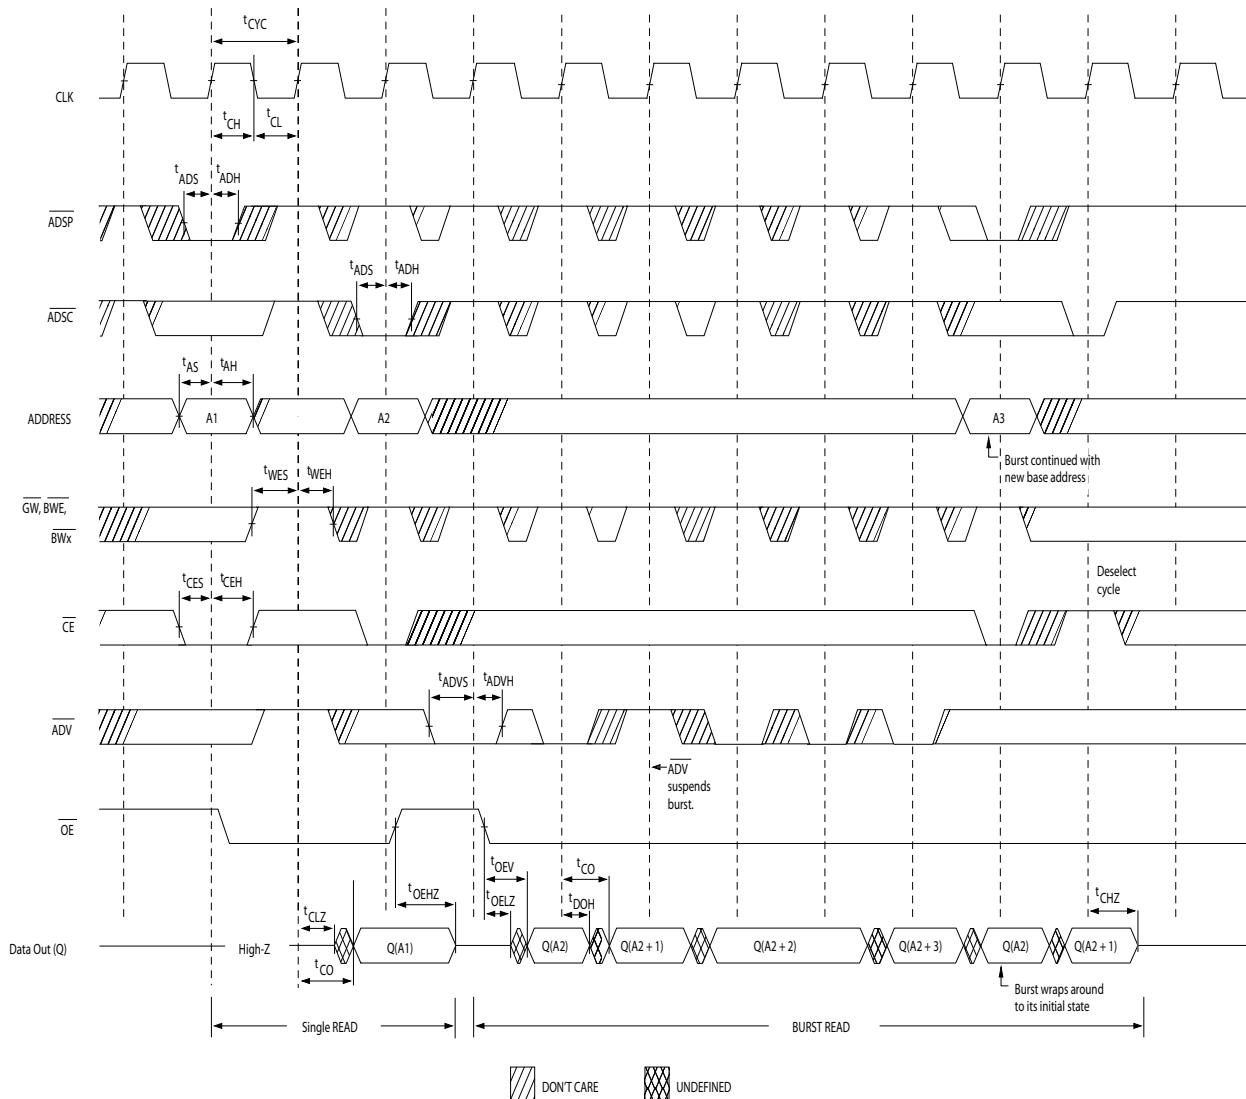 tCYC
CLK
tCH
tCL
tADS
tADH
ADSP
tADS
tADH
ADSC
tAS
tAH
ADDRESS
A1
A2
A3
Burst continued with
new base address
tWES
tWEH
GW, BWE,
BWx
tCES
tCEH
Deselect
cycle
CE
tADVS
tADVH
ADV
ADV
suspends
burst.
OE
tOEV
tCO
tOEHZ
tOELZ
tDOH
tCHZ
tCLZ
Data Out (Q)
High-Z
Q(A1)
Q(A2)
Q(A2 + 1)
Q(A2 + 2)
Q(A2 + 3)
Q(A2)
Q(A2 + 1)
tCO
Burst wraps around
to its initial state
Single READ
BURST READ
DON'T CARE
UNDEFINED